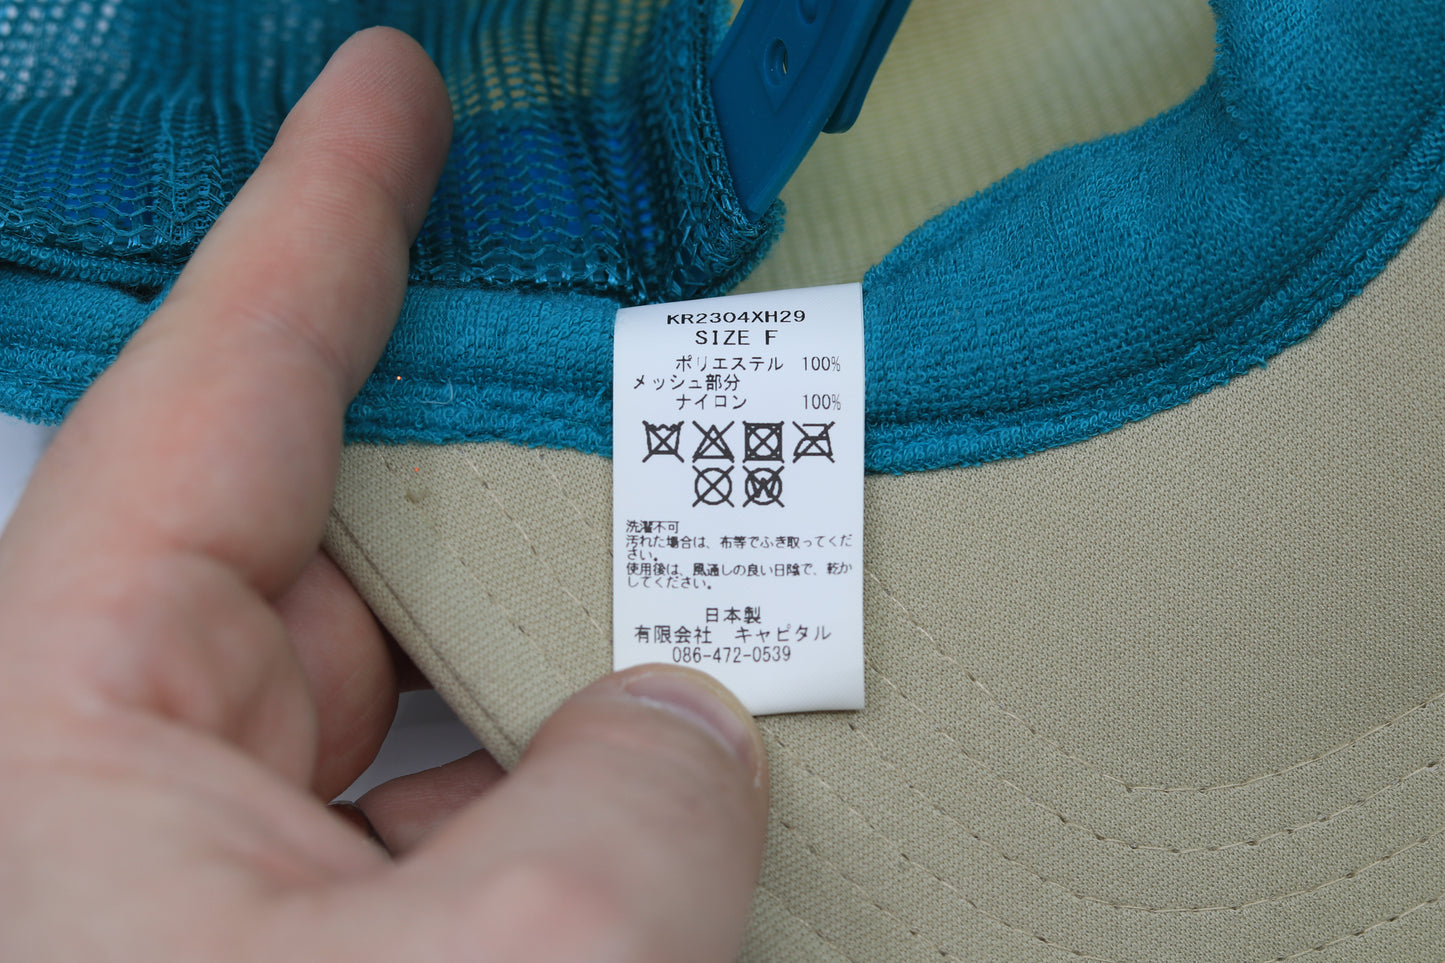 KR2304XH29
SIZE F
ポリエステル 100%
メッシュ部分
ナイロン 100%
洗濯不可
汚れた場合は、布等でふき取ってくだ
さい。
使用後は、風通しの良い日陰で、乾か
してください。
日本製
有限会社 キャピタル
086-472-0539